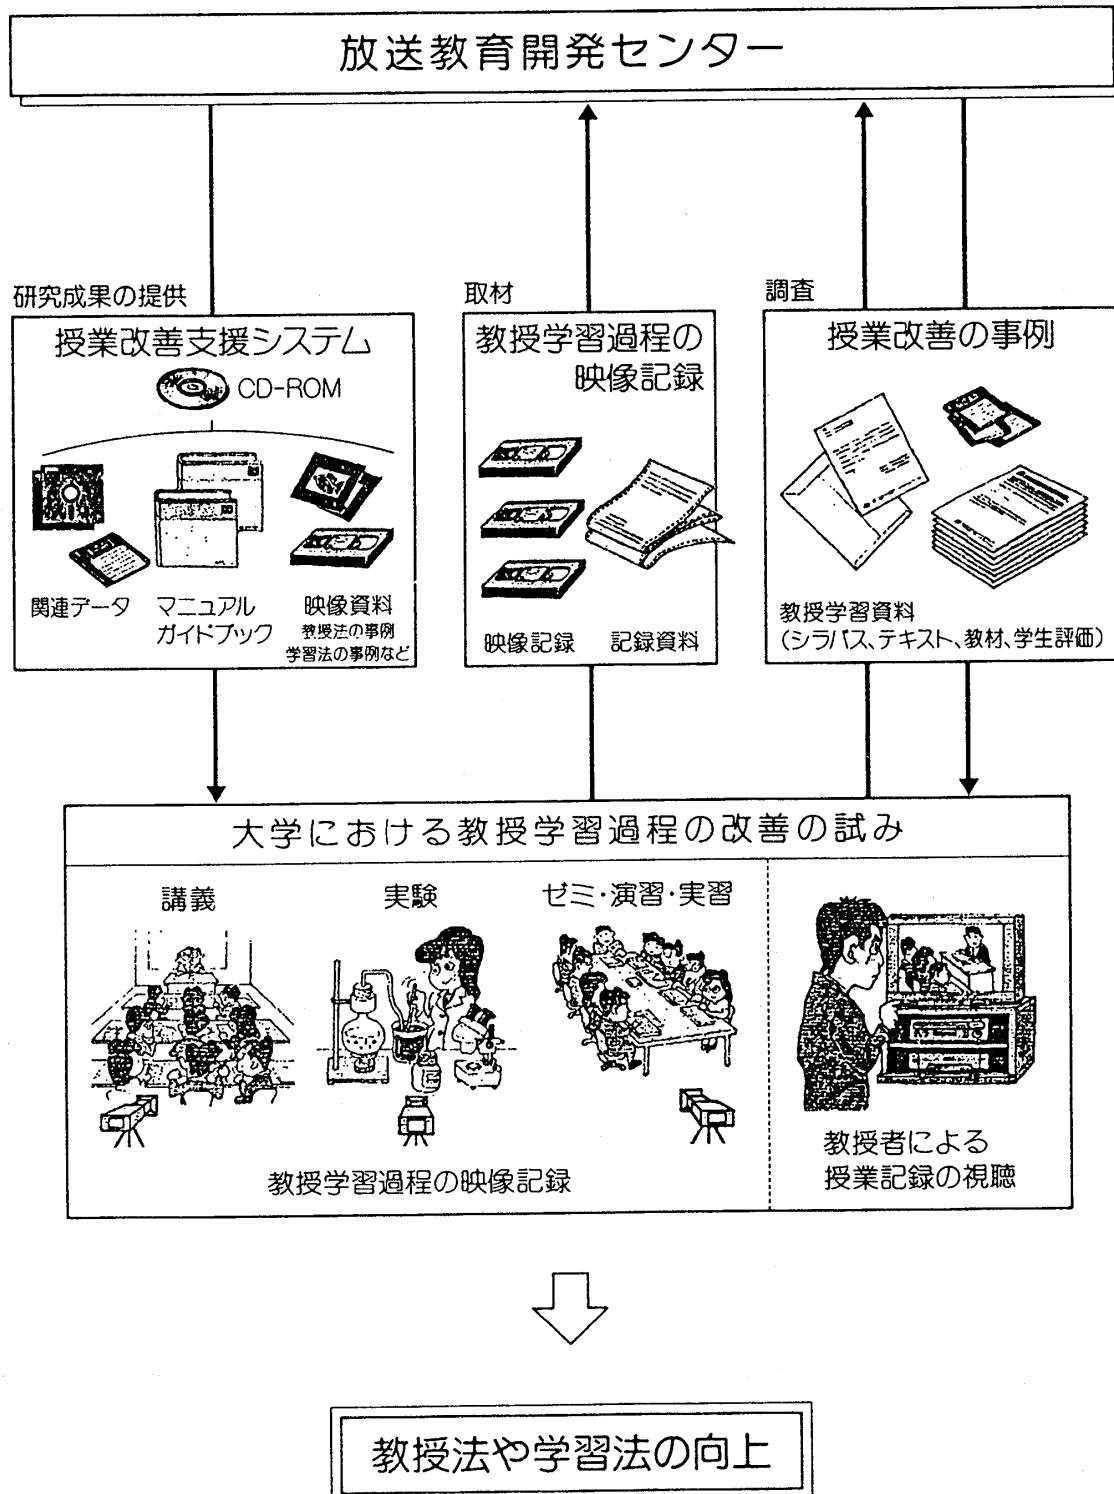 放送教育開発センター
研究成果の提供
授業改善支援システム
CD-ROM
関連データ
マニュアル
ガイドブック
映像資料
教授法の事例
学習法の事例など
取材
教授学習過程の
映像記録
映像記録
記録資料
調査
授業改善の事例
教授学習資料
(シラバス、テキスト、教材、学生評価)
大学における教授学習過程の改善の試み
講義
実験
ゼミ・演習・実習
教授学習過程の映像記録
教授者による
授業記録の視聴
教授法や学習法の向上